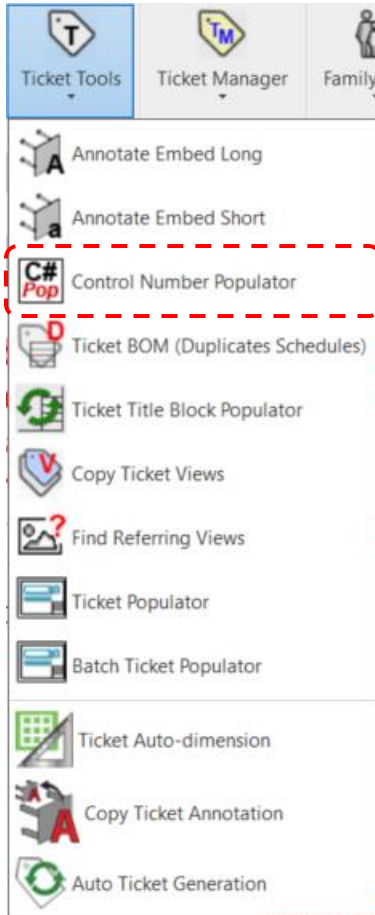 T
TM
Ticket Tools
Ticket Manager
Family
A
Annotate Embed Long
a
Annotate Embed Short
C#
Pop
Control Number Populator
D
Ticket BOM (Duplicates Schedules)
Ticket Title Block Populator
V
Copy Ticket Views
?
Find Referring Views
Ticket Populator
Batch Ticket Populator
Ticket Auto-dimension
A
A
Copy Ticket Annotation
Auto Ticket Generation